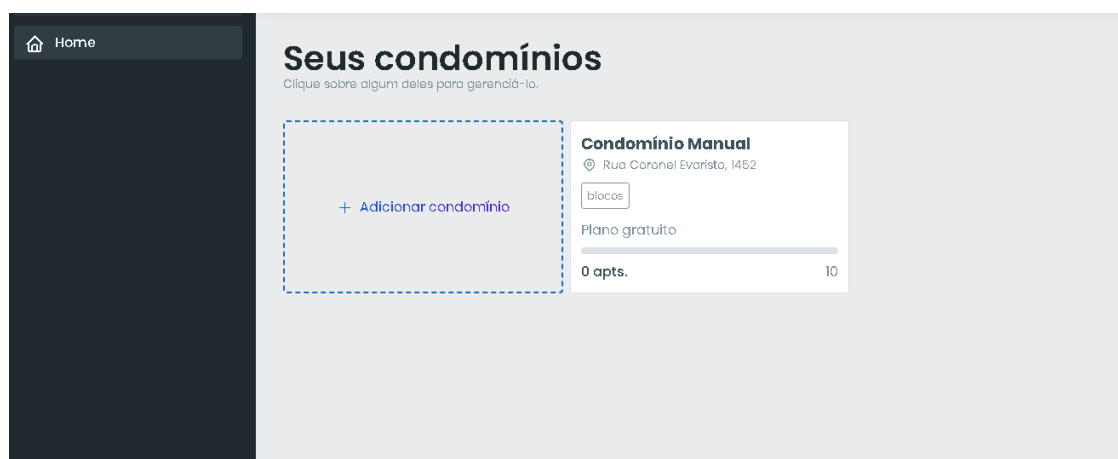 Home
Seus condomínios
Clique sobre algum deles para gerenciá-lo.
+ Adicionar condomínio
Condomínio Manual
Rua Coronel Evaristo, 1452
blocos
Plano gratuito
0 apts. 10